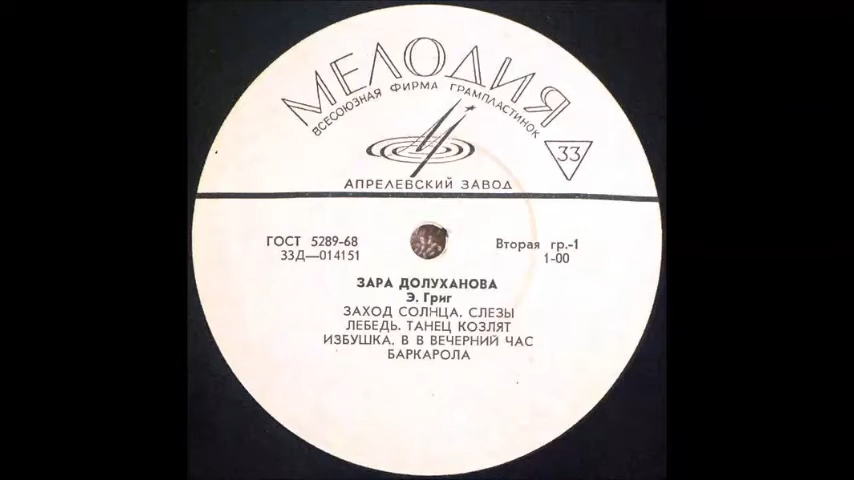 МЕЛОДИЯ
ВСЕСОЮЗНАЯ ФИРМА ГРАМПЛАСТИНОК
33
АПРЕЛЕВСКИЙ ЗАВОД
ГОСТ 5289-68
33Д—014151
Вторая гр.-1
1-00
ЗАРА ДОЛУХАНОВА
Э. Григ
ЗАХОД СОЛНЦА. СЛЕЗЫ
ЛЕБЕДЬ. ТАНЕЦ КОЗЛЯТ
ИЗБУШКА. В В ВЕЧЕРНИЙ ЧАС
БАРКАРОЛА